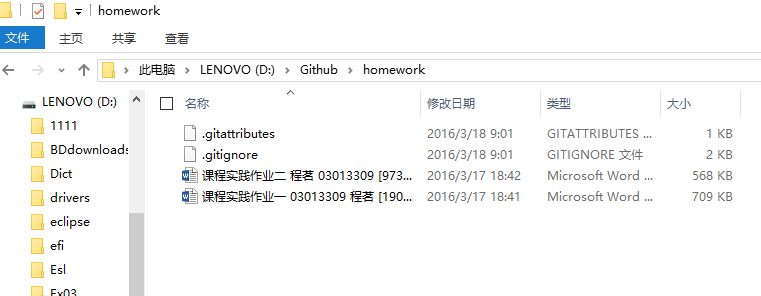 homework
文件 主页 共享 查看
此电脑 LENOVO (D:) Github homework
LENOVO (D:)
1111
BDdownloads
Dict
drivers
eclipse
efi
Esl
Ex03
名称 修改日期 类型 大小
.gitattributes 2016/3/18 9:01 GITATTRIBUTES ... 1 KB
.gitignore 2016/3/18 9:01 GITIGNORE 文件 2 KB
课程实践作业二 程茗 03013309 [973... 2016/3/17 18:42 Microsoft Word ... 568 KB
课程实践作业一 03013309 程茗 [190... 2016/3/17 18:41 Microsoft Word ... 709 KB